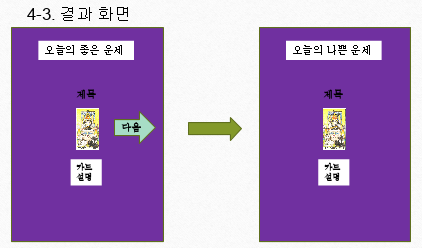 4-3. 결과 화면
오늘의 좋은 운세
제목
다음
카드
설명
오늘의 나쁜 운세
제목
카드
설명